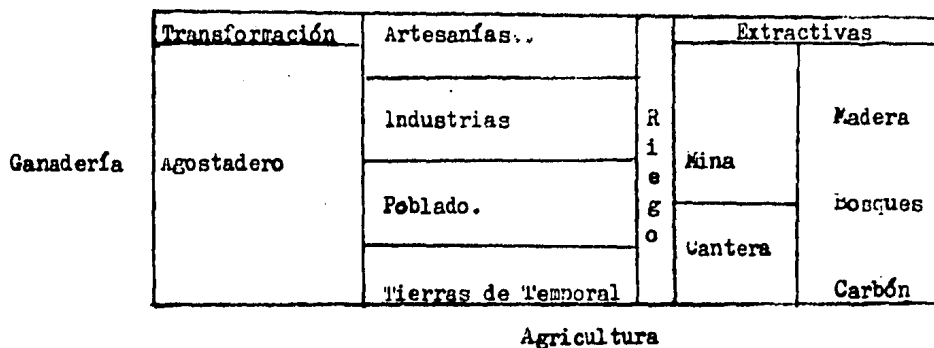 Transformación Artesanías.. Extractivas
Industrias Madera
Ganadería Agostadero Mina
Poblado. Bosques
Cantera
Tierras de Temporal Carbón
Riego
Agricultura